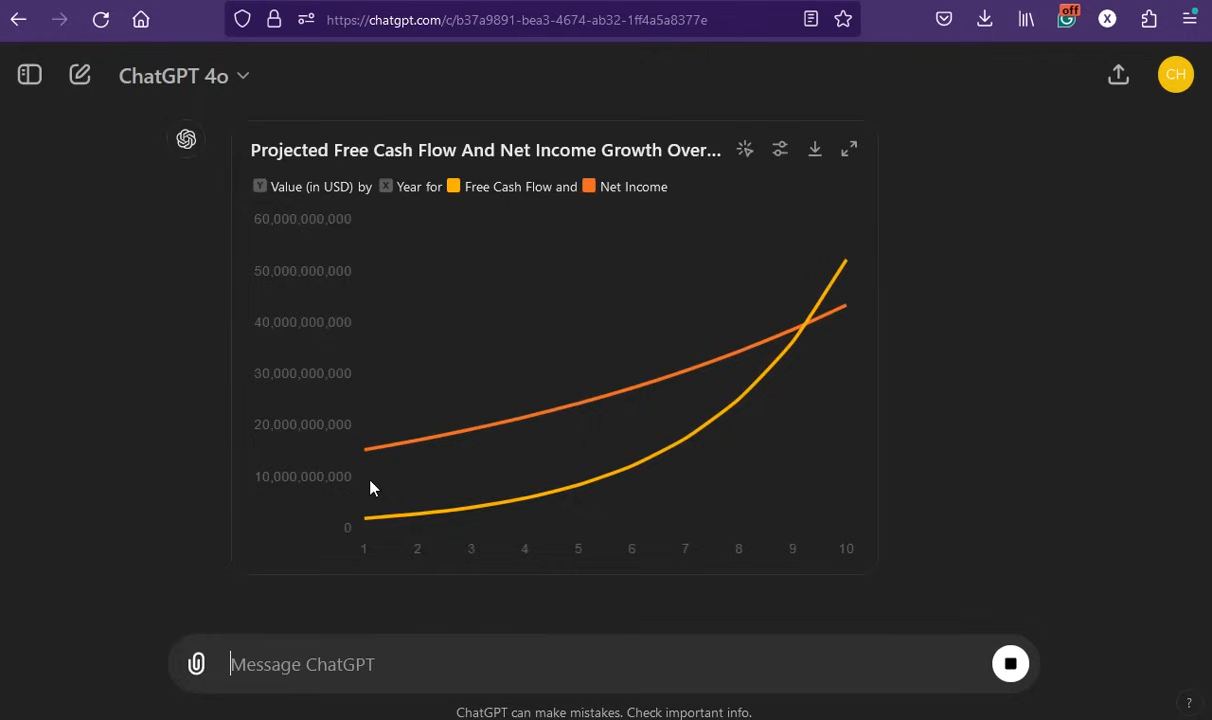 https://chatgpt.com/c/b37a9891-bea3-4674-ab32-1ff4a5a8377e
off
X
ChatGPT 4o
CH
Projected Free Cash Flow And Net Income Growth Over...
Y Value (in USD) by X Year for Free Cash Flow and Net Income
60,000,000,000
50,000,000,000
40,000,000,000
30,000,000,000
20,000,000,000
10,000,000,000
0
1 2 3 4 5 6 7 8 9 10
Message ChatGPT
ChatGPT can make mistakes. Check important info.
?